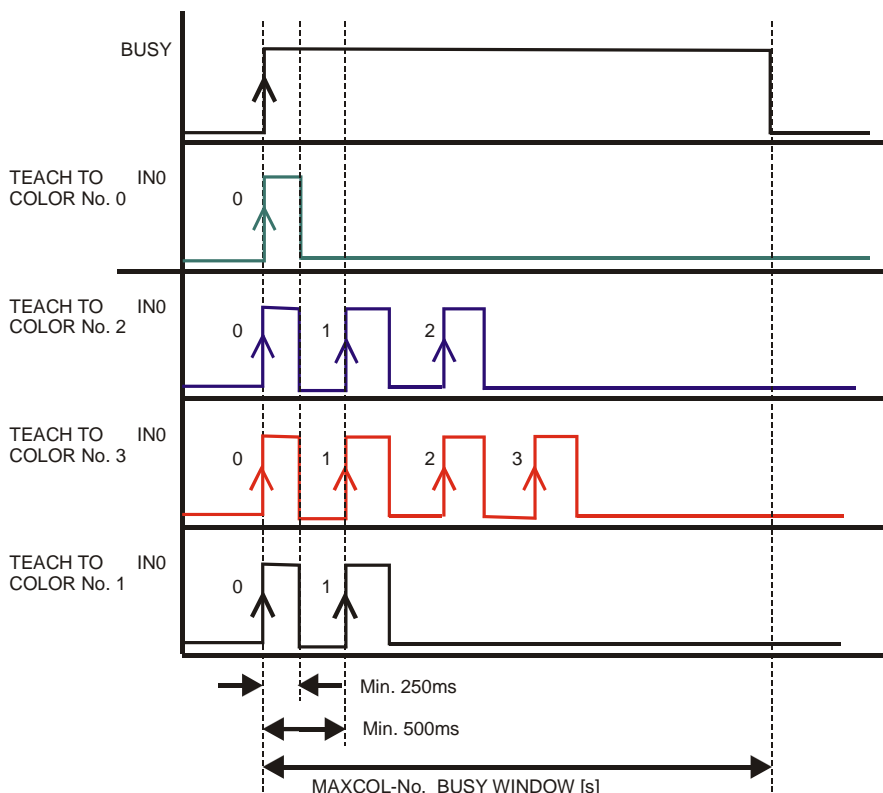 BUSY
TEACH TO IN0
COLOR No. 0
0
TEACH TO IN0
COLOR No. 2
0 1 2
TEACH TO IN0
COLOR No. 3
0 1 2 3
TEACH TO IN0
COLOR No. 1
0 1
Min. 250ms
Min. 500ms
MAXCOL-No. BUSY WINDOW [s]